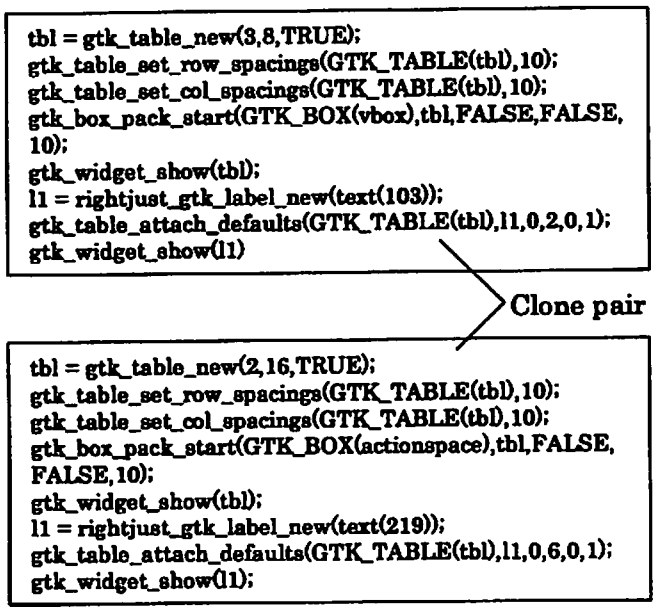 tbl = gtk_table_new(3,8,TRUE);
gtk_table_set_row_spacings(GTK_TABLE(tbl),10);
gtk_table_set_col_spacings(GTK_TABLE(tbl),10);
gtk_box_pack_start(GTK_BOX(vbox),tbl,FALSE,FALSE,
10);
gtk_widget_show(tbl);
l1 = rightjust_gtk_label_new(text(103));
gtk_table_attach_defaults(GTK_TABLE(tbl),l1,0,2,0,1);
gtk_widget_show(l1)
Clone pair
tbl = gtk_table_new(2,16,TRUE);
gtk_table_set_row_spacings(GTK_TABLE(tbl),10);
gtk_table_set_col_spacings(GTK_TABLE(tbl),10);
gtk_box_pack_start(GTK_BOX(actionspace),tbl,FALSE,
FALSE,10);
gtk_widget_show(tbl);
l1 = rightjust_gtk_label_new(text(219));
gtk_table_attach_defaults(GTK_TABLE(tbl),l1,0,6,0,1);
gtk_widget_show(l1);